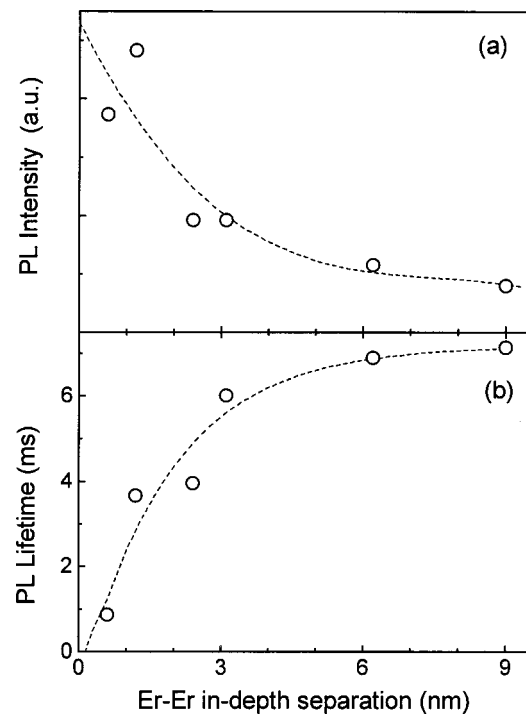 (a)
PL Intensity (a.u.)
(b)
PL Lifetime (ms)
6
4
2
0
0 3 6 9
Er-Er in-depth separation (nm)